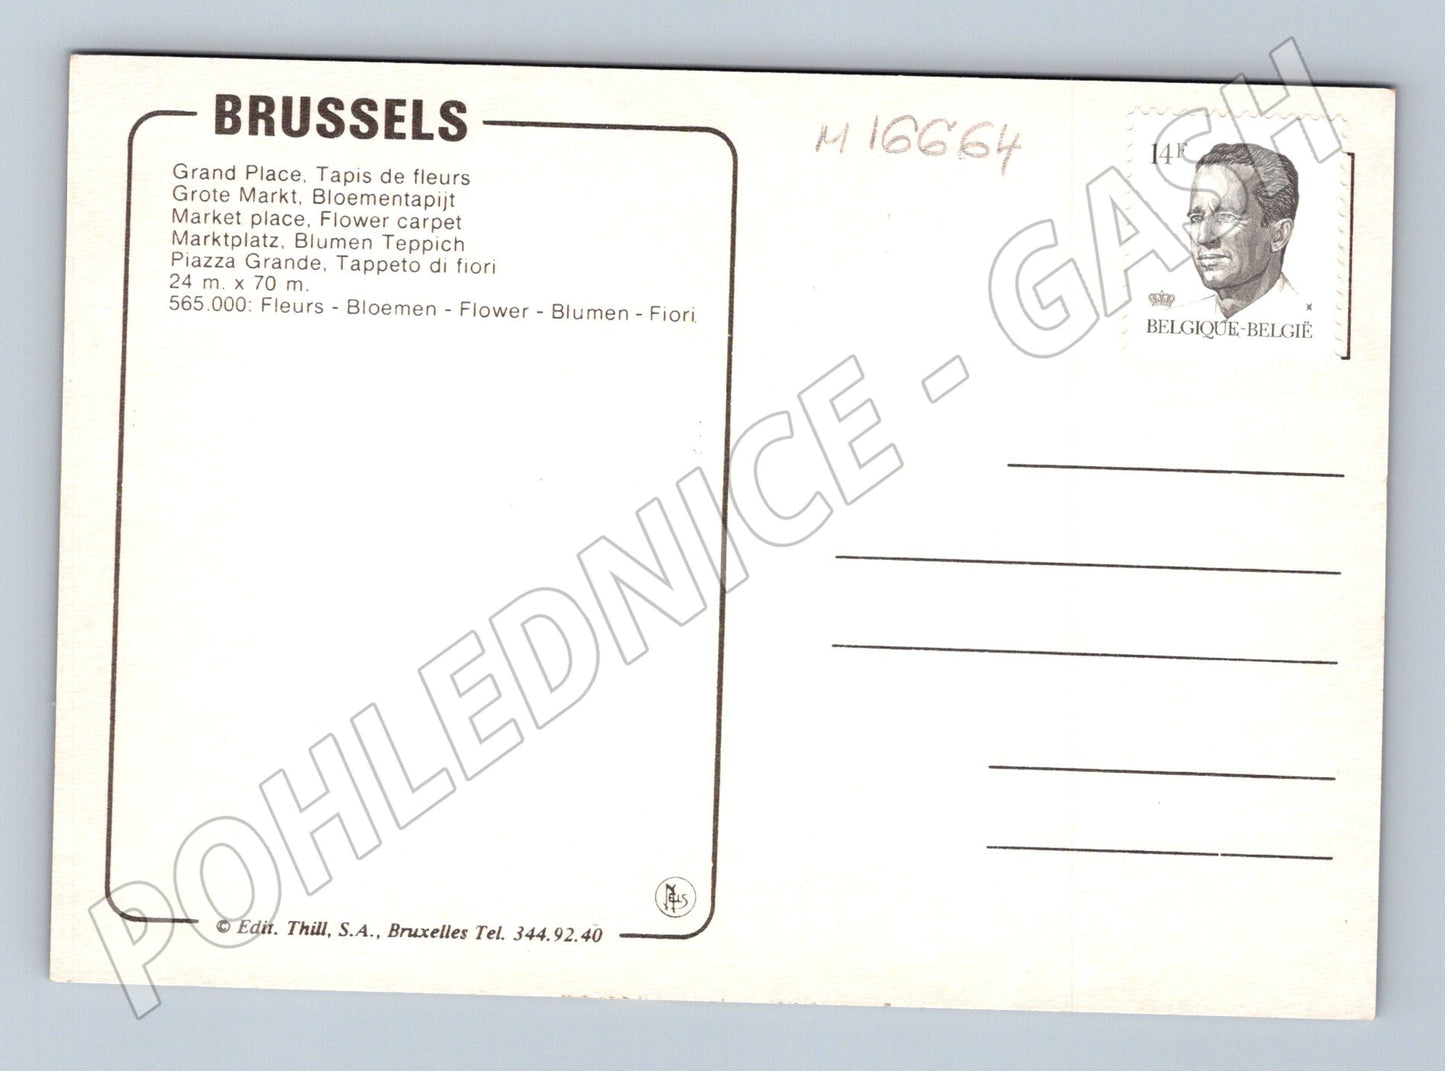 BRUSSELS
Grand Place, Tapis de fleurs
Grote Markt, Bloementapijt
Market place, Flower carpet
Marktplatz, Blumen Teppich
Piazza Grande, Tappeto di fiori
24 m. x 70 m.
565.000: Fleurs - Bloemen - Flower - Blumen - Fiori
© Edit. Thill, S.A., Bruxelles Tel. 344.92.40
NELS
M 16664
14F
BELGIQUE-BELGIË
POHLEDNICE - GASH